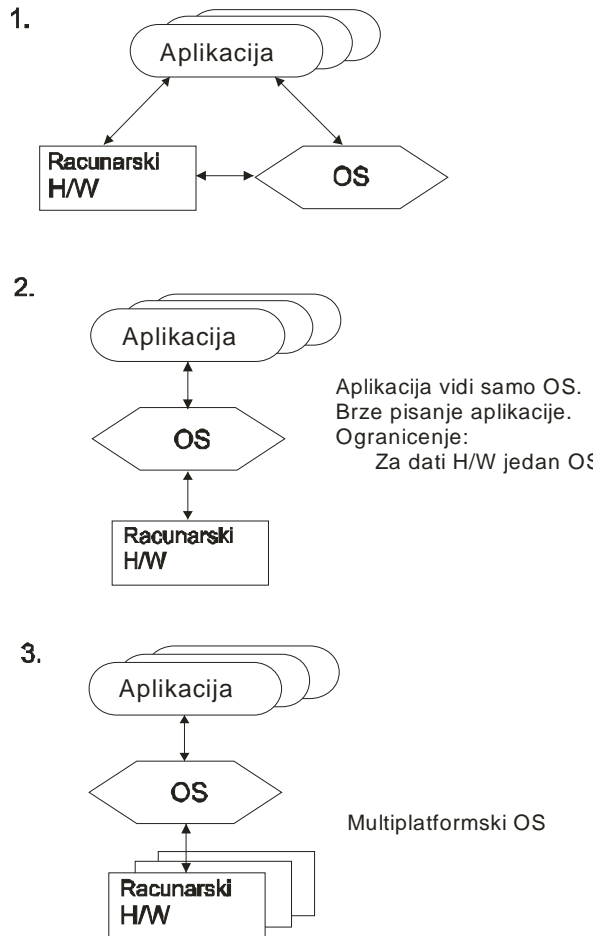 1.
Aplikacija
Racunarski
H/W
OS
2.
Aplikacija
OS
Racunarski
H/W
Aplikacija vidi samo OS.
Brze pisanje aplikacije.
Ogranicenje:
Za dati H/W jedan OS
3.
Aplikacija
OS
Racunarski
H/W
Multiplatformski OS